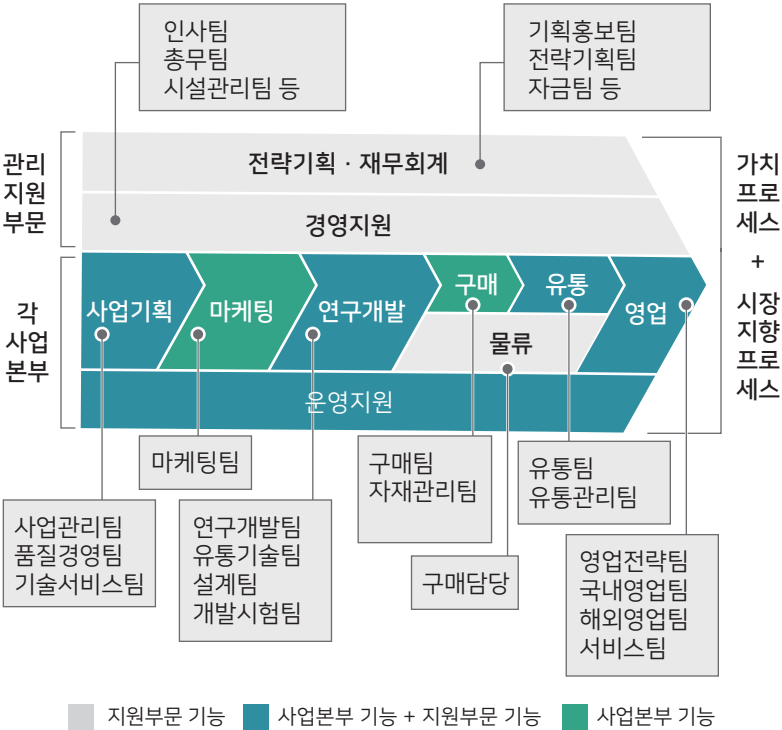 인사팀
총무팀
시설관리팀 등
기획홍보팀
전략기획팀
자금팀 등
관리
지원
부문
전략기획 · 재무회계
경영지원
가치
프로
세스
+
시장
지향
프로
세스
각
사업
본부
사업기획
마케팅
연구개발
구매
유통
영업
물류
운영지원
마케팅팀
구매팀
자재관리팀
유통팀
유통관리팀
사업관리팀
품질경영팀
기술서비스팀
연구개발팀
유통기술팀
설계팀
개발시험팀
구매담당
영업전략팀
국내영업팀
해외영업팀
서비스팀
지원부문 기능
사업본부 기능 + 지원부문 기능
사업본부 기능